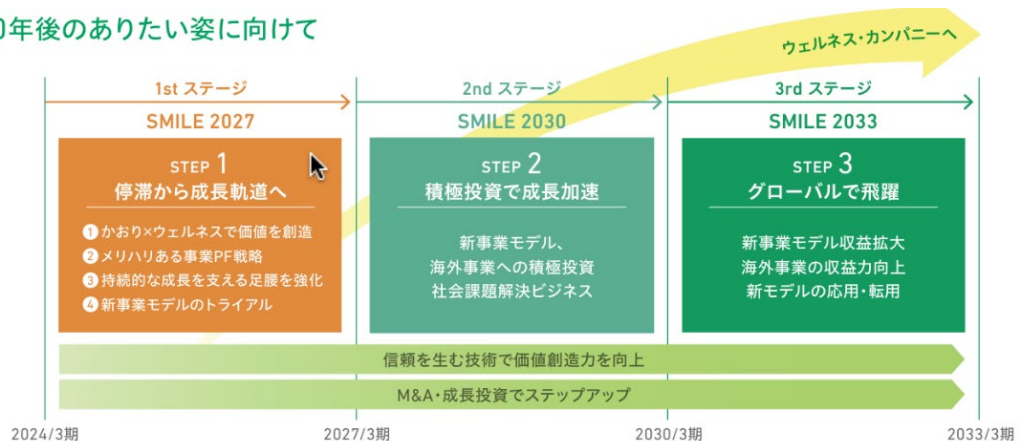 0年後のありたい姿に向けて
ウェルネス・カンパニーへ
1st ステージ
2nd ステージ
3rd ステージ
SMILE 2027
SMILE 2030
SMILE 2033
STEP 1
停滞から成長軌道へ
①かおり×ウェルネスで価値を創造
②メリハリある事業PF戦略
③持続的な成長を支える足腰を強化
④新事業モデルのトライアル
STEP 2
積極投資で成長加速
新事業モデル、
海外事業への積極投資
社会課題解決ビジネス
STEP 3
グローバルで飛躍
新事業モデル収益拡大
海外事業の収益力向上
新モデルの応用・転用
信頼を生む技術で価値創造力を向上
M&A・成長投資でステップアップ
2024/3期
2027/3期
2030/3期
2033/3期